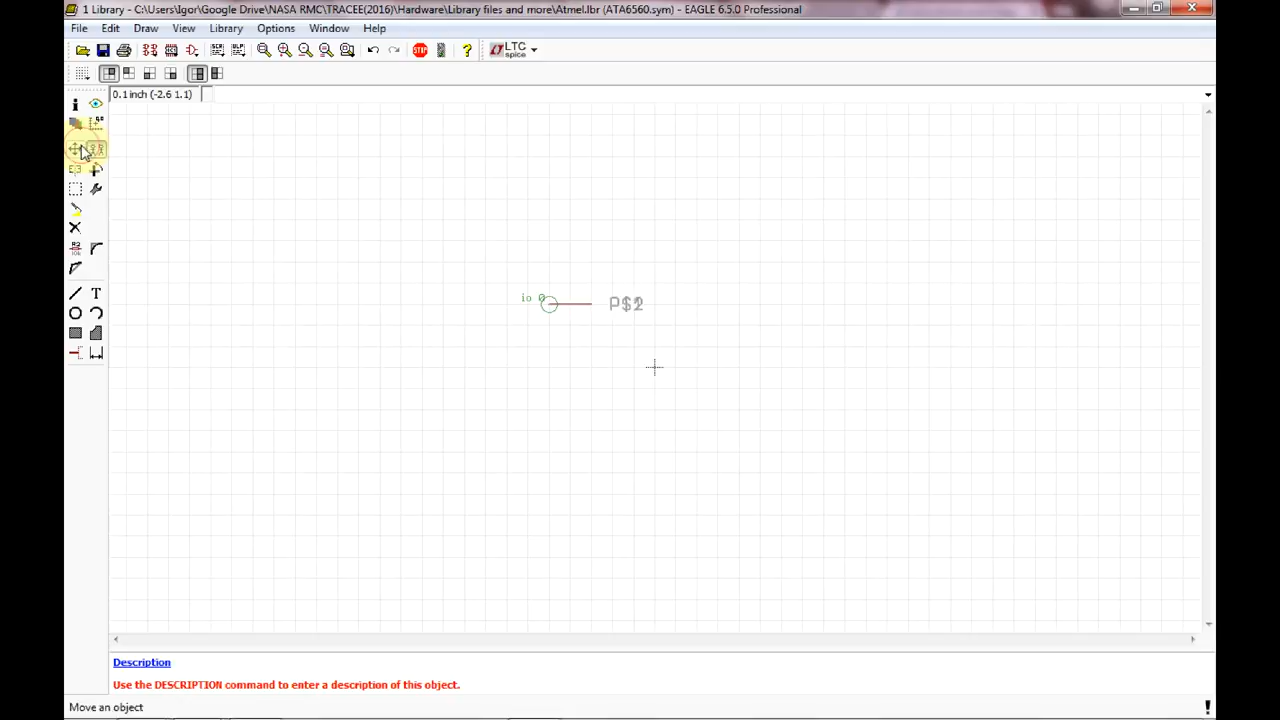 1 Library - C:\Users\Igor\Google Drive\NASA RMC\TRACEE(2016)\Hardware\Library files and more\Atmel.lbr (ATA6560.sym) - EAGLE 6.5.0 Professional
File Edit Draw View Library Options Window Help
STOP ? LTC spice
0.1 inch (-2.6 1.1)
R2
10k
T
io 0
Description
Use the DESCRIPTION command to enter a description of this object.
Move an object